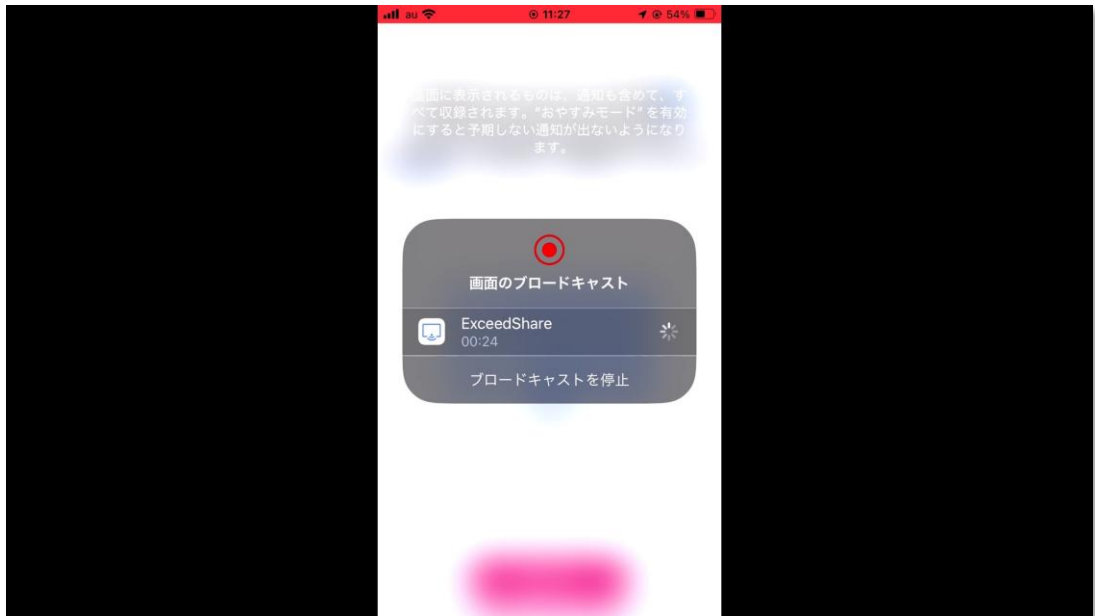 au 11:27 54%
画面に表示されるものは、通知も含めて、す
べて収録されます。“おやすみモード” を有効
にすると予期しない通知が出ないようになり
ます。
画面のブロードキャスト
ExceedShare
00:24
ブロードキャストを停止